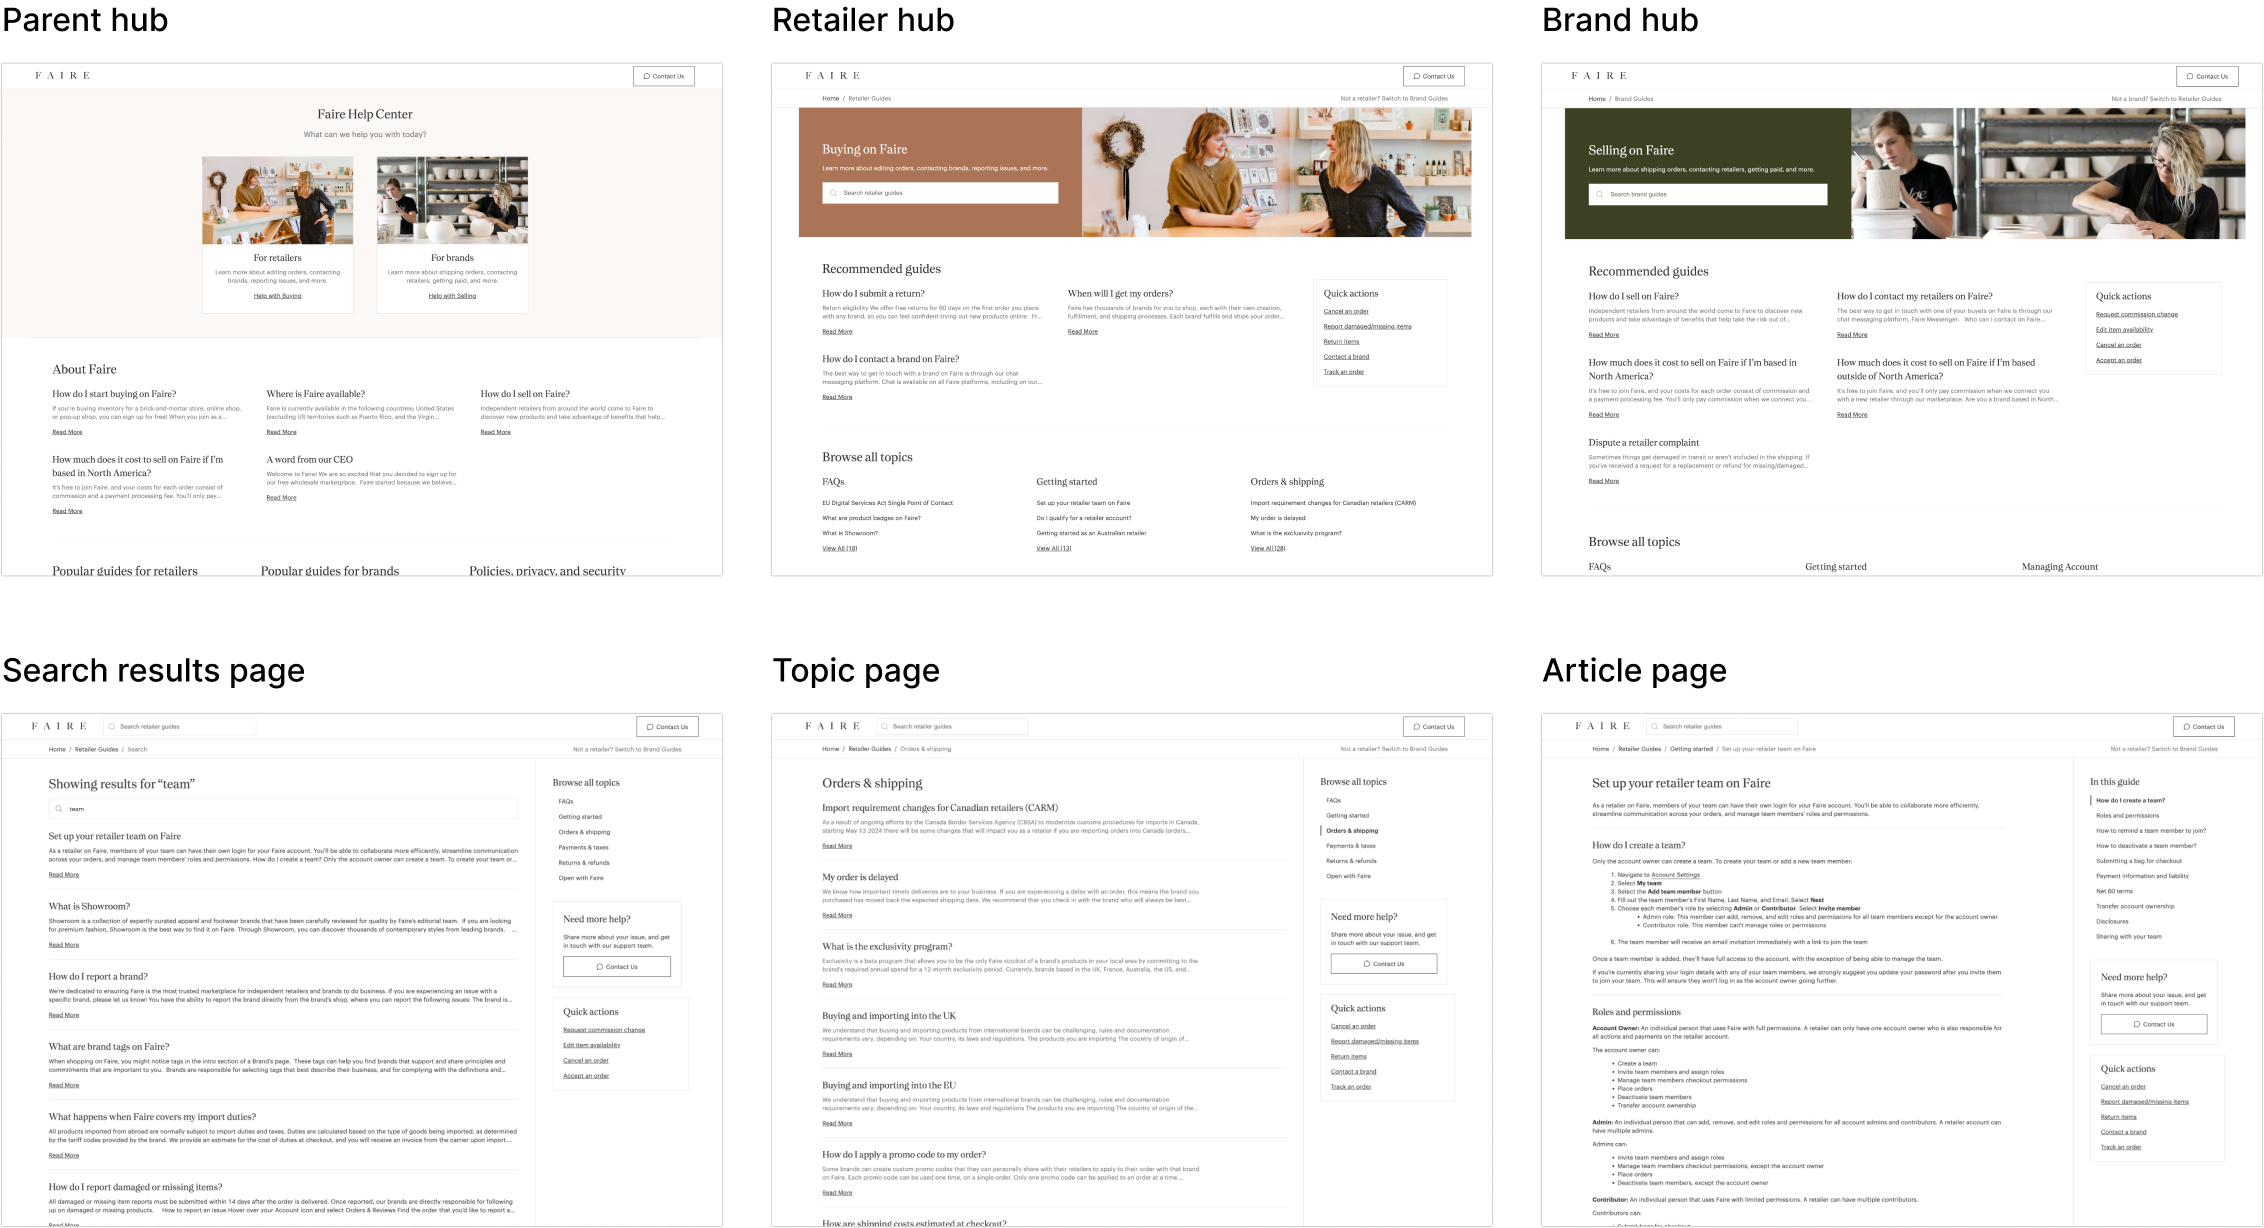 Parent hub
FAIRE
Contact Us
Faire Help Center
What can we help you with today?
For retailers
Learn more about editing orders, contacting
brands, reporting issues, and more.
Help with Buying
For brands
Learn more about shipping orders, contacting
retailers, getting paid, and more.
Help with Selling
About Faire
How do I start buying on Faire?
If you're buying inventory for a brick-and-mortar store, online shop,
or pop-up shop, you can sign up for free! When you join as a...
Read More
Where is Faire available?
Faire is currently available in the following countries: United States
(excluding US territories such as Puerto Rico, and the Virgin...
Read More
How do I sell on Faire?
Independent retailers from around the world come to Faire to
discover new products and take advantage of benefits that help...
Read More
How much does it cost to sell on Faire if I'm
based in North America?
It's free to join Faire, and your costs for each order consist of
commission and a payment processing fee. You'll only pay...
Read More
A word from our CEO
Welcome to Faire! We are so excited that you decided to sign up for
our free wholesale marketplace. Faire started because we believe...
Read More
Popular guides for retailers
Popular guides for brands
Policies, privacy, and security
Retailer hub
FAIRE
Contact Us
Home / Retailer Guides
Not a retailer? Switch to Brand Guides
Buying on Faire
Learn more about editing orders, contacting brands, reporting issues, and more.
Search retailer guides
Recommended guides
How do I submit a return?
Return eligibility We offer free returns for 60 days on the first order you place
with any brand, so you can feel confident trying out new products online. Fr...
Read More
When will I get my orders?
Faire has thousands of brands for you to shop, each with their own creation,
fulfillment, and shipping processes. Each brand fulfills and ships your order...
Read More
How do I contact a brand on Faire?
The best way to get in touch with a brand on Faire is through our chat
messaging platform. Chat is available on all Faire platforms, including on our...
Read More
Quick actions
Cancel an order
Report damaged/missing items
Return items
Contact a brand
Track an order
Browse all topics
FAQs
EU Digital Services Act Single Point of Contact
What are product badges on Faire?
What is Showroom?
View All (18)
Getting started
Set up your retailer team on Faire
Do I qualify for a retailer account?
Getting started as an Australian retailer
View All (13)
Orders & shipping
Import requirement changes for Canadian retailers (CARM)
My order is delayed
What is the exclusivity program?
View All (28)
Brand hub
FAIRE
Contact Us
Home / Brand Guides
Not a brand? Switch to Retailer Guides
Selling on Faire
Learn more about shipping orders, contacting retailers, getting paid, and more.
Search brand guides
Recommended guides
How do I sell on Faire?
Independent retailers from around the world come to Faire to discover new
products and take advantage of benefits that help take the risk out of...
Read More
How do I contact my retailers on Faire?
The best way to get in touch with one of your buyers on Faire is through our
chat messaging platform, Faire Messenger. Who can I contact on Faire...
Read More
How much does it cost to sell on Faire if I'm based in
North America?
It's free to join Faire, and your costs for each order consist of commission and
a payment processing fee. You'll only pay commission when we connect you...
Read More
How much does it cost to sell on Faire if I'm based
outside of North America?
It's free to join Faire, and you'll only pay commission when we connect you
with a new retailer through our marketplace. Are you a brand based in North...
Read More
Dispute a retailer complaint
Sometimes things get damaged in transit or aren't included in the shipping. If
you've received a request for a replacement or refund for missing/damaged...
Read More
Quick actions
Request commission change
Edit item availability
Cancel an order
Accept an order
Browse all topics
FAQs
Getting started
Managing Account
Search results page
FAIRE
Search retailer guides
Contact Us
Home / Retailer Guides / Search
Not a retailer? Switch to Brand Guides
Showing results for “team”
team
Set up your retailer team on Faire
As a retailer on Faire, members of your team can have their own login for your Faire account. You'll be able to collaborate more efficiently, streamline communication
across your orders, and manage team members' roles and permissions. How do I create a team? Only the account owner can create a team. To create your team or...
Read More
What is Showroom?
Showroom is a collection of expertly curated apparel and footwear brands that have been carefully reviewed for quality by Faire's editorial team. If you are looking
for premium fashion, Showroom is the best way to find it on Faire. Through Showroom, you can discover thousands of contemporary styles from leading brands. ...
Read More
How do I report a brand?
We're dedicated to ensuring Faire is the most trusted marketplace for independent retailers and brands to do business. If you are experiencing an issue with a
specific brand, please let us know! You have the ability to report the brand directly from the brand's shop, where you can report the following issues: The brand is...
Read More
What are brand tags on Faire?
When shopping on Faire, you might notice tags in the intro section of a Brand's page. These tags can help you find brands that support and share principles and
commitments that are important to you. Brands are responsible for selecting tags that best describe their business, and for complying with the definitions and...
Read More
What happens when Faire covers my import duties?
All products imported from abroad are normally subject to import duties and taxes. Duties are calculated based on the type of goods being imported, as determined
by the tariff codes provided by the brand. We provide an estimate for the cost of duties at checkout, and you will receive an invoice from the carrier upon import....
Read More
How do I report damaged or missing items?
All damaged or missing item reports must be submitted within 14 days after the order is delivered. Once reported, our brands are directly responsible for following
up on damaged or missing products. How to report an issue Hover over your Account icon and select Orders & Reviews Find the order that you'd like to report a...
Read More
Browse all topics
FAQs
Getting started
Orders & shipping
Payments & taxes
Returns & refunds
Open with Faire
Need more help?
Share more about your issue, and get
in touch with our support team.
Contact Us
Quick actions
Request commission change
Edit item availability
Cancel an order
Accept an order
Topic page
FAIRE
Search retailer guides
Contact Us
Home / Retailer Guides / Orders & shipping
Not a retailer? Switch to Brand Guides
Orders & shipping
Import requirement changes for Canadian retailers (CARM)
As a result of ongoing efforts by the Canada Border Services Agency (CBSA) to modernize customs procedures for imports in Canada,
starting May 13 2024 there will be some changes that will impact you as a retailer if you are importing orders into Canada (orders...
Read More
My order is delayed
We know how important timely deliveries are to your business. If you are experiencing a delay with an order, this means the brand you
purchased has moved back the expected shipping date. We recommend that you check in with the brand who will always be best...
Read More
What is the exclusivity program?
Exclusivity is a beta program that allows you to be the only Faire stockist of a brand's products in your local area by committing to the
brand's required annual spend for a 12-month exclusivity period. Currently, brands based in the UK, France, Australia, the US, and...
Read More
Buying and importing into the UK
We understand that buying and importing products from international brands can be challenging, rules and documentation
requirements vary, depending on: Your country, its laws and regulations. The products you are importing The country of origin of...
Read More
Buying and importing into the EU
We understand that buying and importing products from international brands can be challenging, rules and documentation
requirements vary, depending on: Your country, its laws and regulations The products you are importing The country of origin of the...
Read More
How do I apply a promo code to my order?
Some brands can create custom promo codes that they can personally share with their retailers to apply to their order with that brand
on Faire. Each promo code can be used one time, on a single order. Only one promo code can be applied to an order at a time....
Read More
How are shipping costs estimated at checkout?
Browse all topics
FAQs
Getting started
Orders & shipping
Payments & taxes
Returns & refunds
Open with Faire
Need more help?
Share more about your issue, and get
in touch with our support team.
Contact Us
Quick actions
Cancel an order
Report damaged/missing items
Return items
Contact a brand
Track an order
Article page
FAIRE
Search retailer guides
Contact Us
Home / Retailer Guides / Getting started / Set up your retailer team on Faire
Not a retailer? Switch to Brand Guides
Set up your retailer team on Faire
As a retailer on Faire, members of your team can have their own login for your Faire account. You'll be able to collaborate more efficiently,
streamline communication across your orders, and manage team members' roles and permissions.
How do I create a team?
Only the account owner can create a team. To create your team or add a new team member:
1. Navigate to Account Settings
2. Select My team
3. Select the Add team member button
4. Fill out the team member's First Name, Last Name, and Email. Select Next
5. Choose each member's role by selecting Admin or Contributor. Select Invite member
• Admin role: This member can add, remove, and edit roles and permissions for all team members except for the account owner
• Contributor role: This member can't manage roles or permissions
6. The team member will receive an email invitation immediately with a link to join the team
Once a team member is added, they'll have full access to the account, with the exception of being able to manage the team.
If you're currently sharing your login details with any of your team members, we strongly suggest you update your password after you invite them
to join your team. This will ensure they won't log in as the account owner going further.
Roles and permissions
Account Owner: An individual person that uses Faire with full permissions. A retailer can only have one account owner who is also responsible for
all actions and payments on the retailer account.
The account owner can:
• Create a team
• Invite team members and assign roles
• Manage team members checkout permissions
• Place orders
• Deactivate team members
• Transfer account ownership
Admin: An individual person that can add, remove, and edit roles and permissions for all account admins and contributors. A retailer account can
have multiple admins.
Admins can:
• Invite team members and assign roles
• Manage team members checkout permissions, except the account owner
• Place orders
• Deactivate team members, except the account owner
Contributor: An individual person that uses Faire with limited permissions. A retailer can have multiple contributors.
Contributors can:
In this guide
How do I create a team?
Roles and permissions
How to remind a team member to join?
How to deactivate a team member?
Submitting a bag for checkout
Payment information and liability
Net 60 terms
Transfer account ownership
Disclosures
Sharing with your team
Need more help?
Share more about your issue, and get
in touch with our support team.
Contact Us
Quick actions
Cancel an order
Report damaged/missing items
Return items
Contact a brand
Track an order